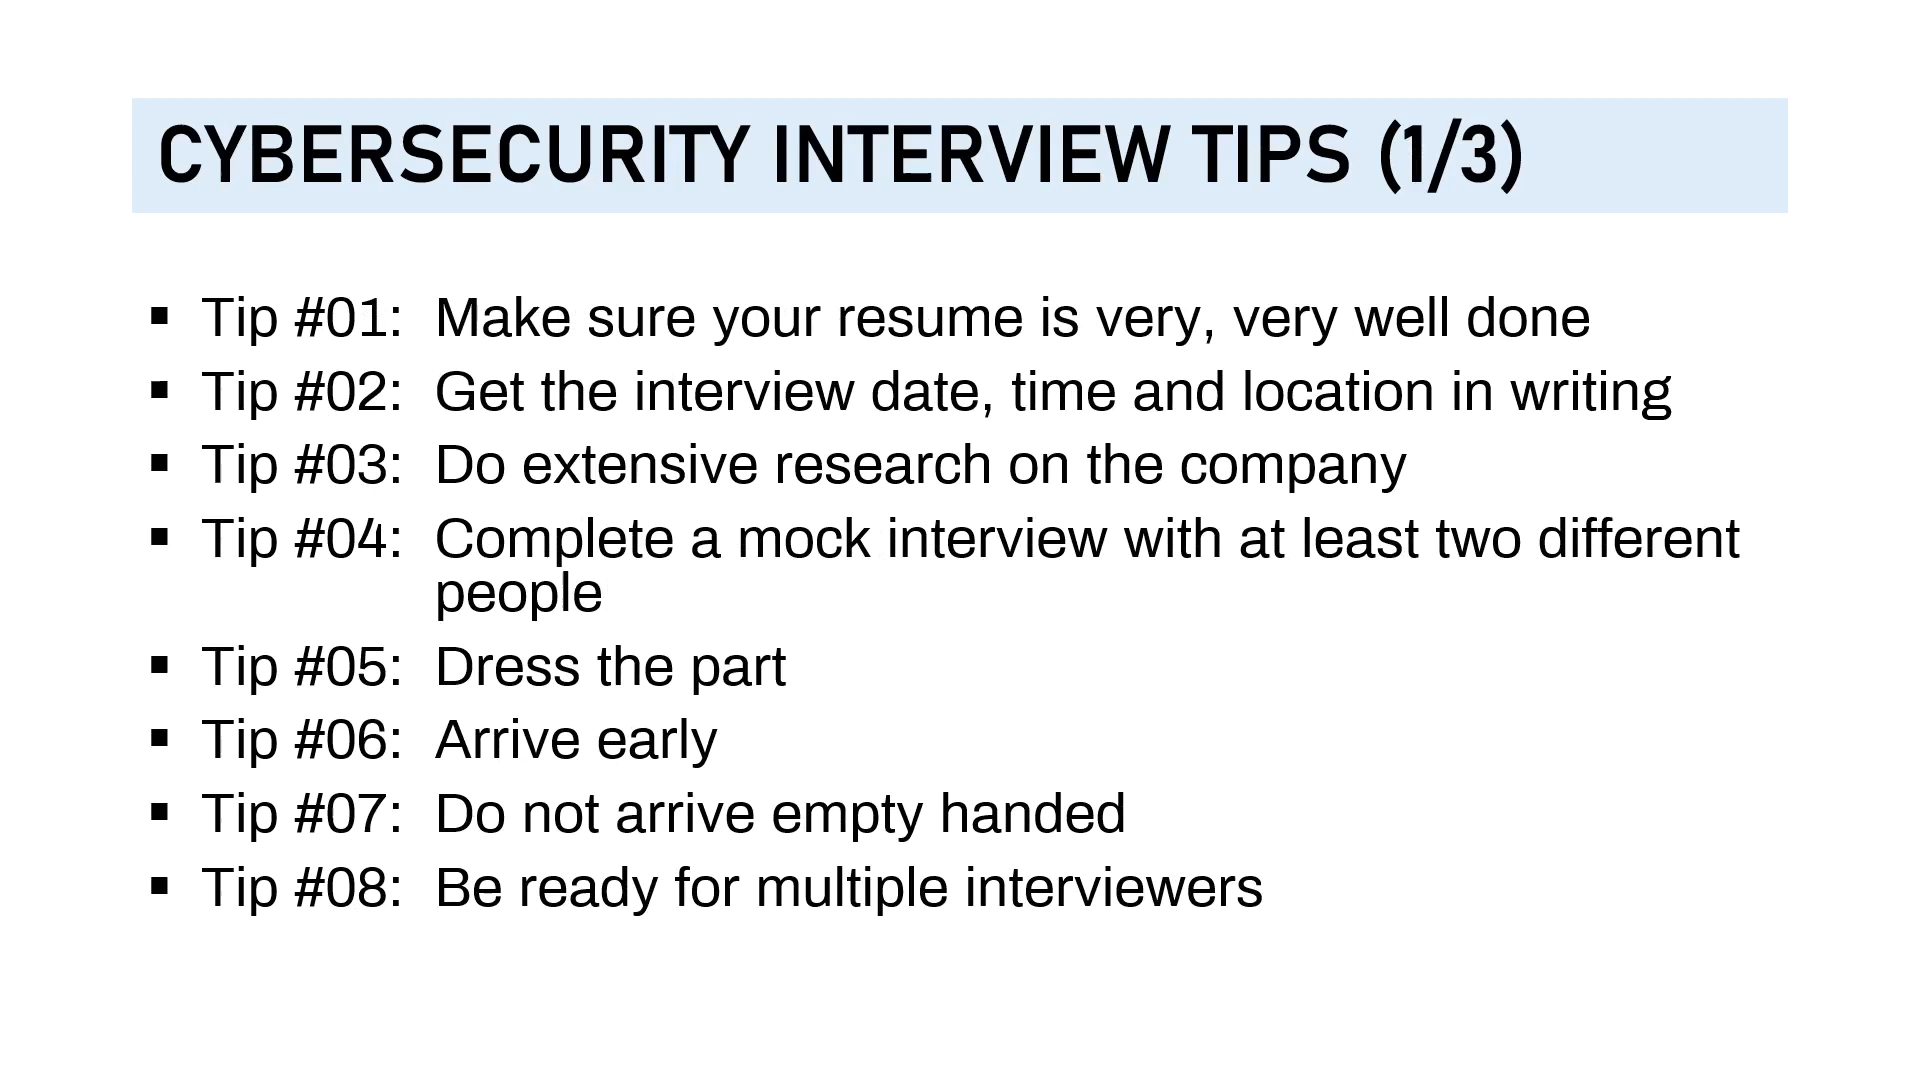 CYBERSECURITY INTERVIEW TIPS (1/3)
▪ Tip #01: Make sure your resume is very, very well done
▪ Tip #02: Get the interview date, time and location in writing
▪ Tip #03: Do extensive research on the company
▪ Tip #04: Complete a mock interview with at least two different
people
▪ Tip #05: Dress the part
▪ Tip #06: Arrive early
▪ Tip #07: Do not arrive empty handed
▪ Tip #08: Be ready for multiple interviewers